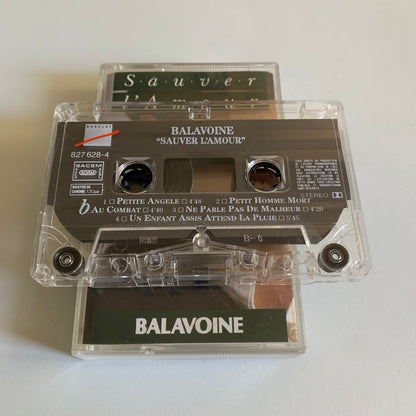 Sauver
l'Amour
BARCLAY
827 628-4
BALAVOINE
"SAUVER L'AMOUR"
SACEM
SDRM
STEREO
b
1 □ PETITE ANGELE □ 4'48 2 □ PETIT HOMME MORT
AU COMBAT □ 4'40 3 □ NE PARLE PAS DE MALHEUR □ 4'20
4 □ UN ENFANT ASSIS ATTEND LA PLUIE □ 5'45
BALAVOINE